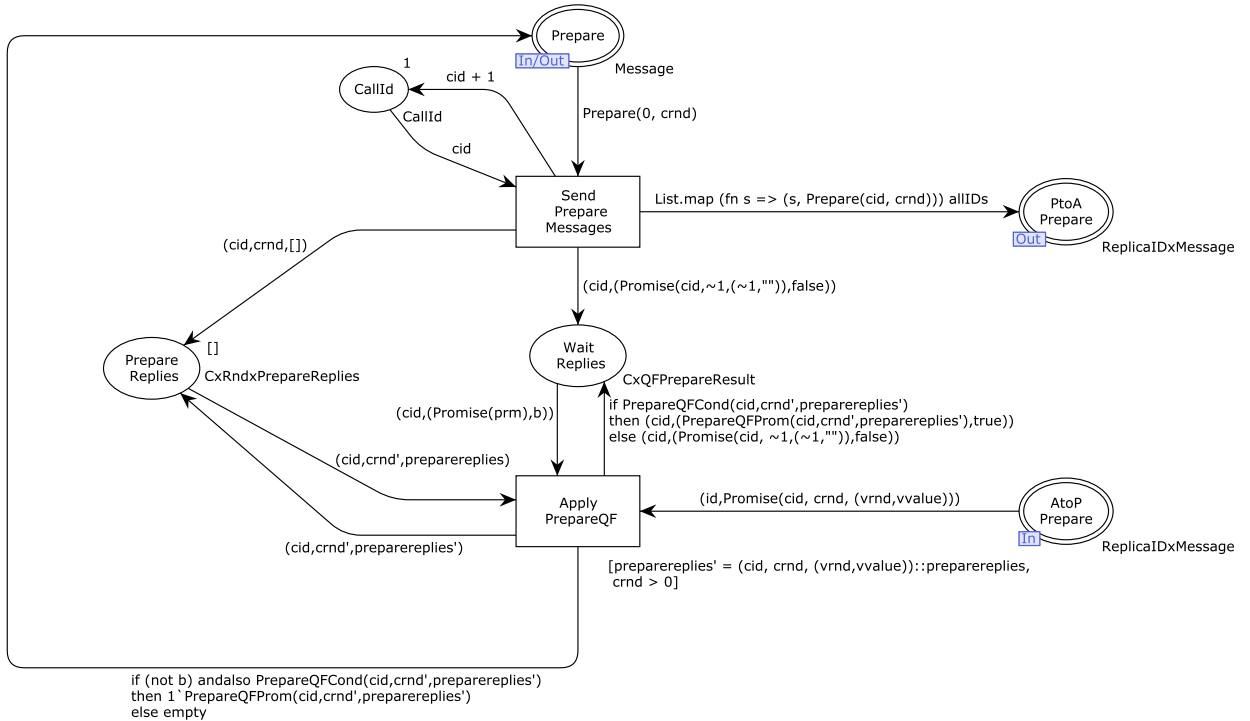 Prepare
In/Out
Message
1
CallId
CallId
cid + 1
cid
Prepare(0, crnd)
Send
Prepare
Messages
List.map (fn s => (s, Prepare(cid, crnd))) allIDs
PtoA
Prepare
Out
ReplicaIDxMessage
(cid,crnd,[])
(cid,(Promise(cid,~1,(~1,"")),false))
Prepare
Replies
[]
CxRndxPrepareReplies
Wait
Replies
CxQFPrepareResult
(cid,(Promise(prm),b))
if PrepareQFCond(cid,crnd',preparereplies')
then (cid,(PrepareQFProm(cid,crnd',preparereplies'),true))
else (cid,(Promise(cid, ~1,(~1,"")),false))
(cid,crnd',preparereplies)
Apply
PrepareQF
(id,Promise(cid, crnd, (vrnd,vvalue)))
AtoP
Prepare
In
ReplicaIDxMessage
(cid,crnd',preparereplies')
[preparereplies' = (cid, crnd, (vrnd,vvalue))::preparereplies,
crnd > 0]
if (not b) andalso PrepareQFCond(cid,crnd',preparereplies')
then 1`PrepareQFProm(cid,crnd',preparereplies')
else empty